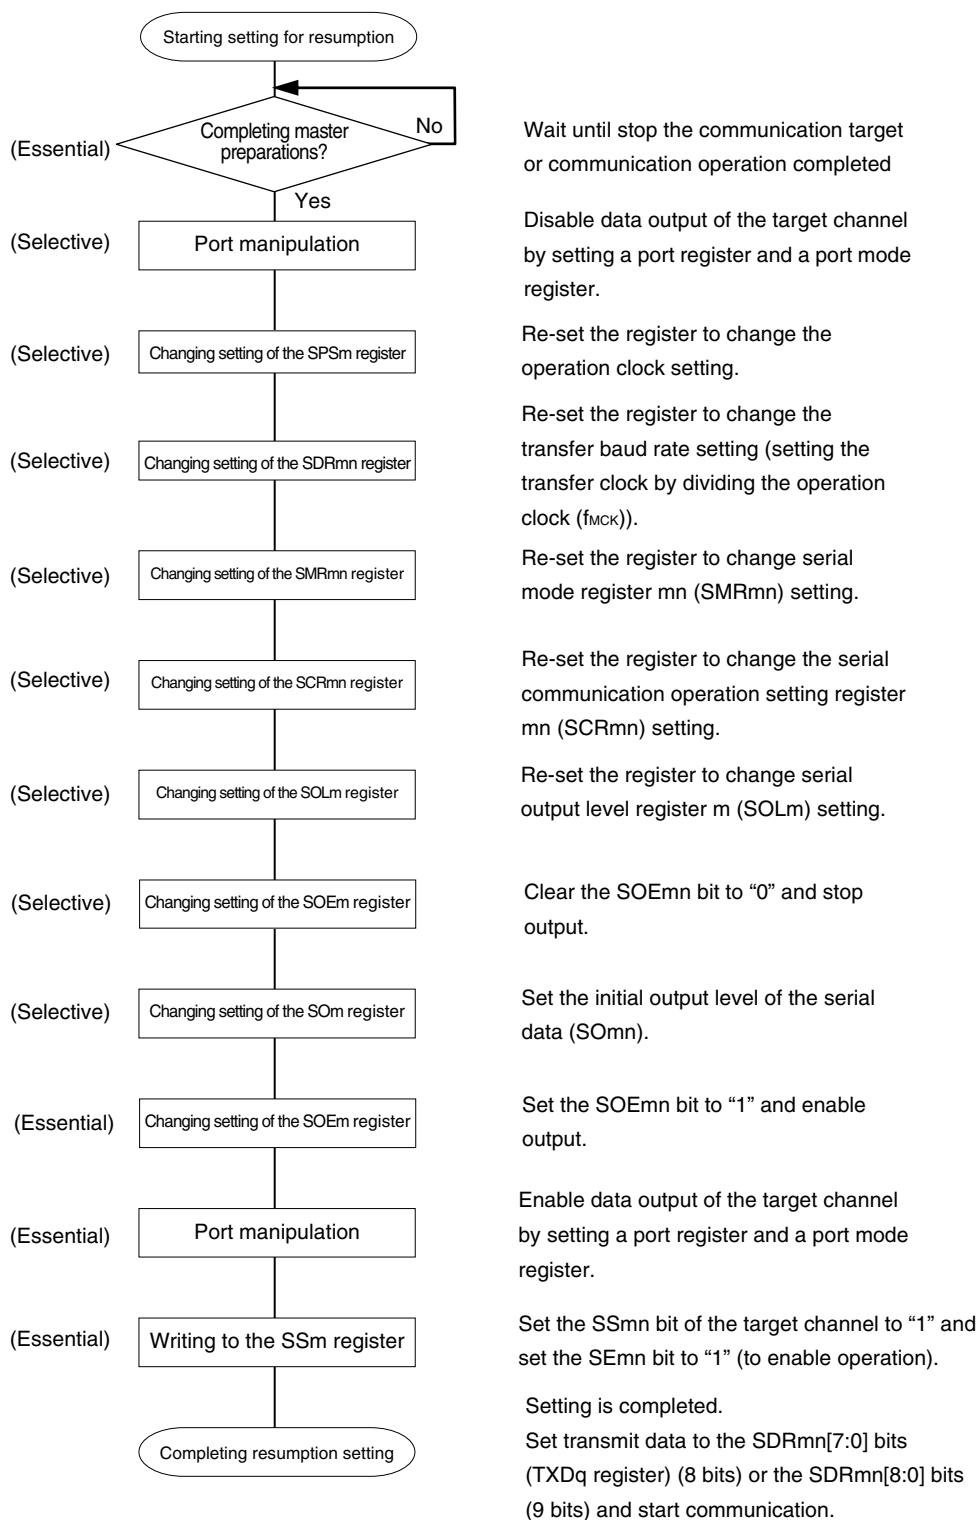 Starting setting for resumption
(Essential)
Completing master
preparations?
No
Wait until stop the communication target
or communication operation completed
Yes
(Selective)
Port manipulation
Disable data output of the target channel
by setting a port register and a port mode
register.
(Selective)
Changing setting of the SPSm register
Re-set the register to change the
operation clock setting.
(Selective)
Changing setting of the SDRmn register
Re-set the register to change the
transfer baud rate setting (setting the
transfer clock by dividing the operation
clock (fMCK)).
(Selective)
Changing setting of the SMRmn register
Re-set the register to change serial
mode register mn (SMRmn) setting.
(Selective)
Changing setting of the SCRmn register
Re-set the register to change the serial
communication operation setting register
mn (SCRmn) setting.
(Selective)
Changing setting of the SOLm register
Re-set the register to change serial
output level register m (SOLm) setting.
(Selective)
Changing setting of the SOEm register
Clear the SOEmn bit to “0” and stop
output.
(Selective)
Changing setting of the SOm register
Set the initial output level of the serial
data (SOmn).
(Essential)
Changing setting of the SOEm register
Set the SOEmn bit to “1” and enable
output.
(Essential)
Port manipulation
Enable data output of the target channel
by setting a port register and a port mode
register.
(Essential)
Writing to the SSm register
Set the SSmn bit of the target channel to “1” and
set the SEmn bit to “1” (to enable operation).
Completing resumption setting
Setting is completed.
Set transmit data to the SDRmn[7:0] bits
(TXDq register) (8 bits) or the SDRmn[8:0] bits
(9 bits) and start communication.